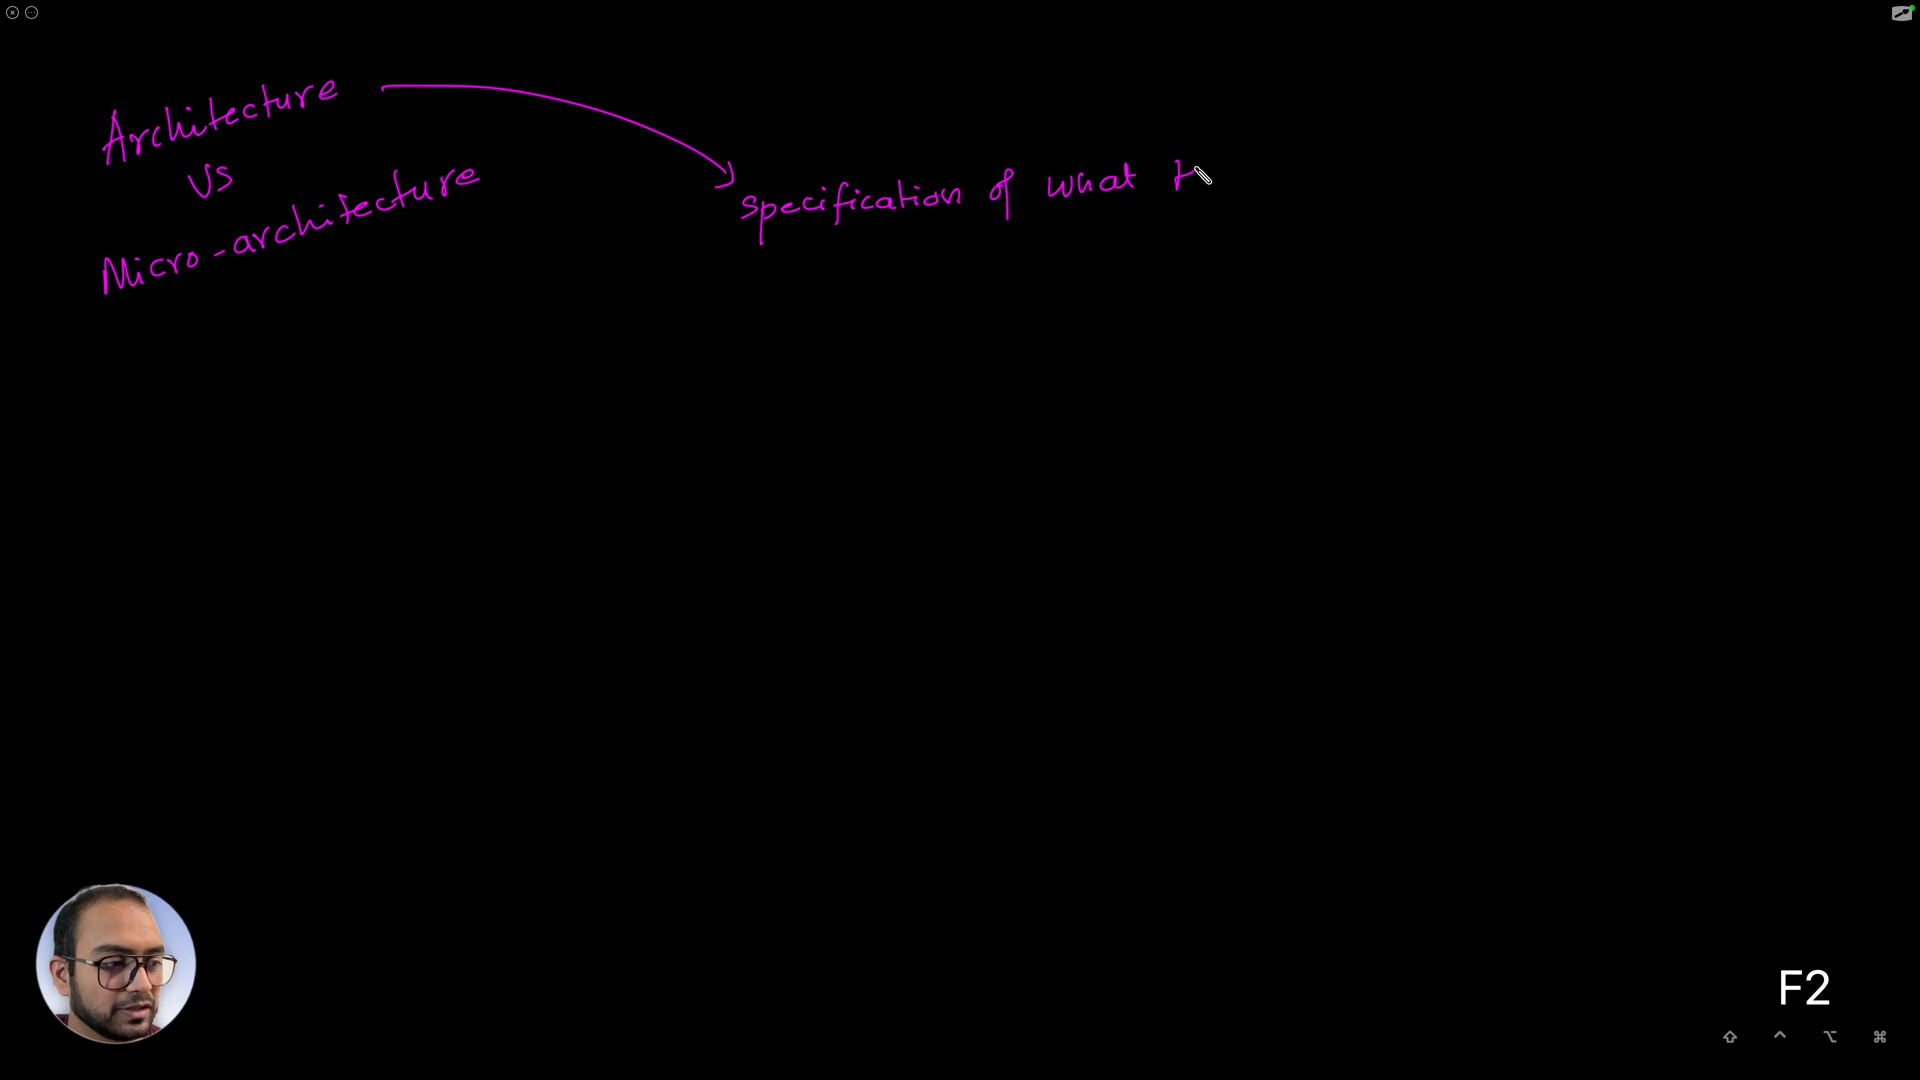 Architecture
vs
Micro-architecture
specification of what t
F2